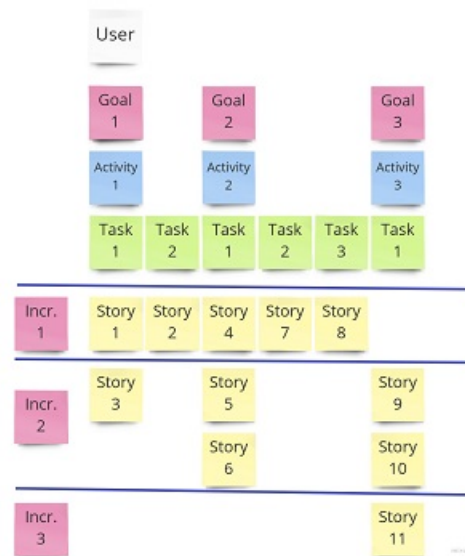 User
Goal
1
Goal
2
Goal
3
Activity
1
Activity
2
Activity
3
Task
1
Task
2
Task
1
Task
2
Task
3
Task
1
Incr.
1
Story
1
Story
2
Story
4
Story
7
Story
8
Incr.
2
Story
3
Story
5
Story
9
Story
6
Story
10
Incr.
3
Story
11